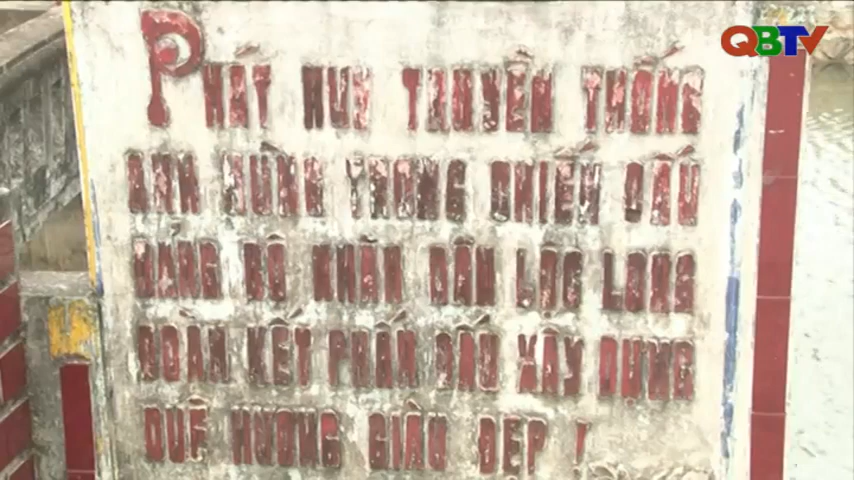 QBTV
PHÁT HUY TRUYỀN THỐNG
ANH HÙNG TRONG CHIẾN ĐẤU
ĐẢNG BỘ NHÂN DÂN LỘC LONG
ĐOÀN KẾT PHẤN ĐẤU XÂY DỰNG
QUÊ HƯƠNG GIÀU ĐẸP !